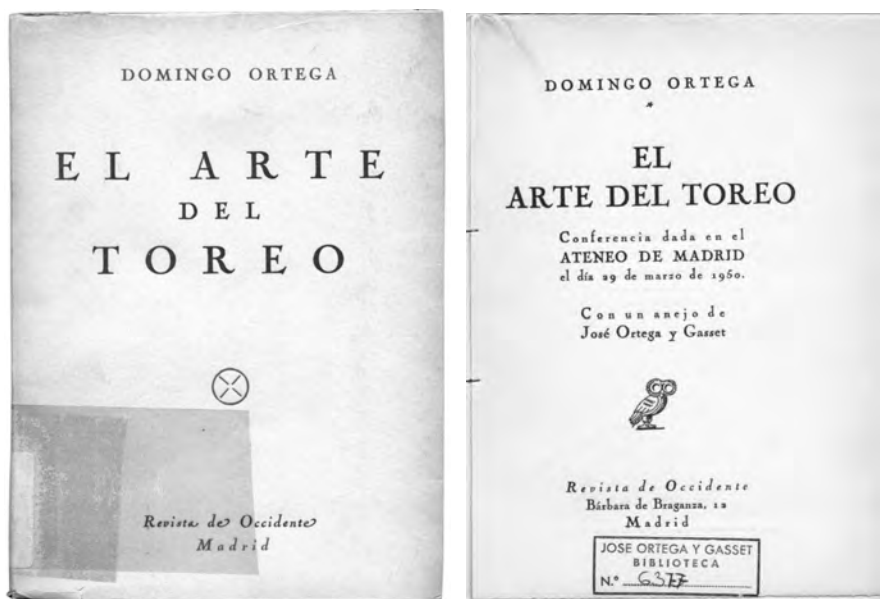 DOMINGO ORTEGA
EL ARTE
DEL
TOREO
Revista de Occidente
Madrid
DOMINGO ORTEGA
EL
ARTE DEL TOREO
Conferencia dada en el
ATENEO DE MADRID
el día 29 de marzo de 1950.
Con un anejo de
José Ortega y Gasset
Revista de Occidente
Bárbara de Braganza, 12
Madrid
JOSE ORTEGA Y GASSET
BIBLIOTECA
N.º 6377